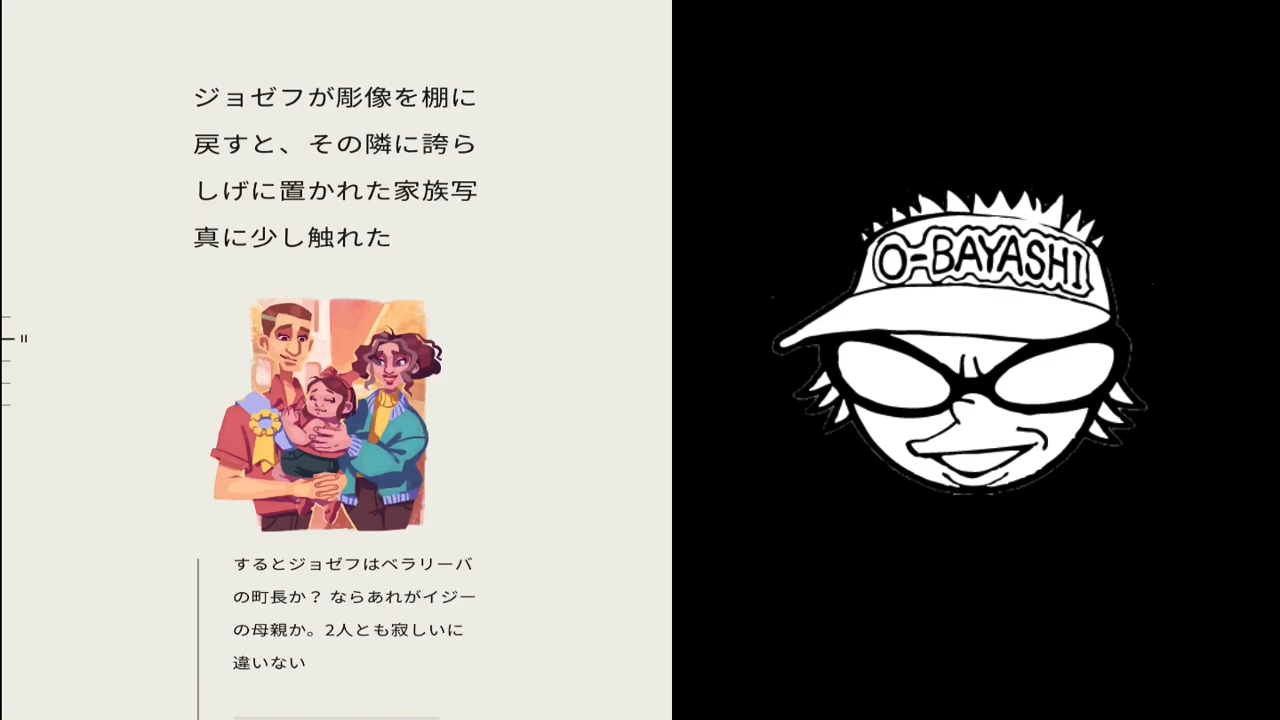 ジョゼフが彫像を棚に
戻すと、その隣に誇ら
しげに置かれた家族写
真に少し触れた
するとジョゼフはベラリーバ
の町長か？ ならあれがイジー
の母親か。2人とも寂しいに
違いない
O-BAYASHI